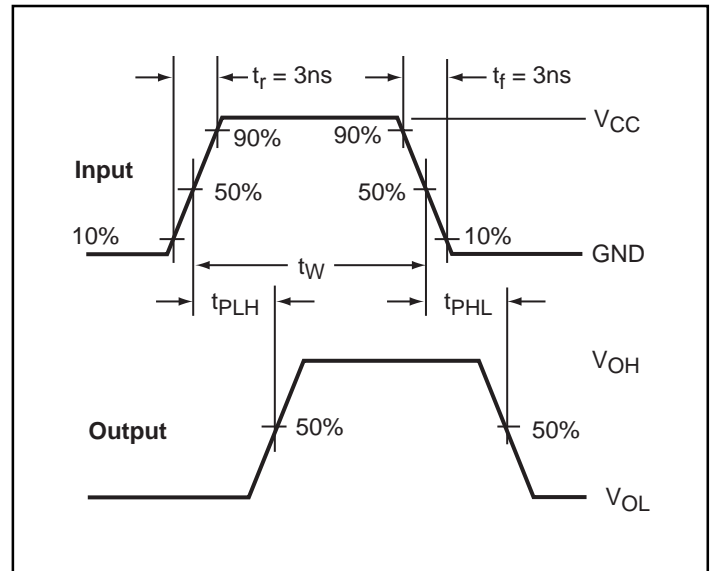 tr = 3ns
tf = 3ns
VCC
90%
90%
Input
50%
50%
10%
10%
GND
tW
tPLH
tPHL
VOH
Output
50%
50%
VOL